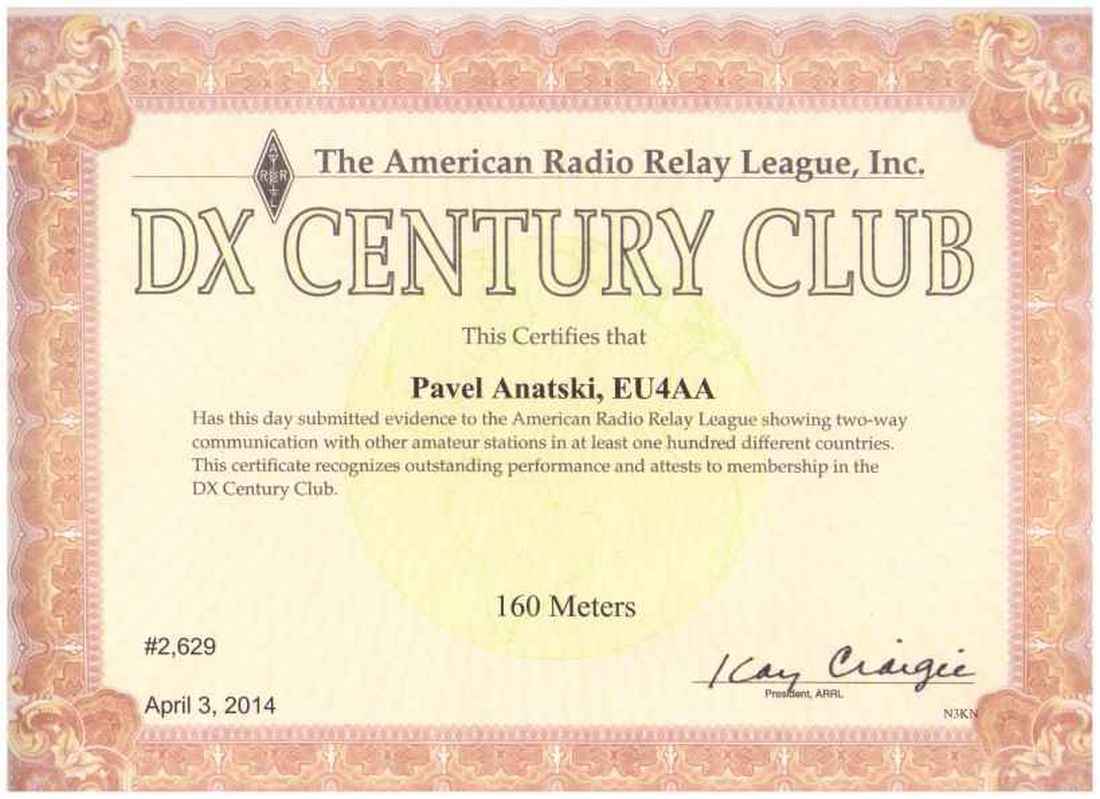 The American Radio Relay League, Inc.
DX CENTURY CLUB
This Certifies that
Pavel Anatski, EU4AA
Has this day submitted evidence to the American Radio Relay League showing two-way
communication with other amateur stations in at least one hundred different countries.
This certificate recognizes outstanding performance and attests to membership in the
DX Century Club.
160 Meters
#2,629
Kay Craigie
President, ARRL
April 3, 2014
N3KN